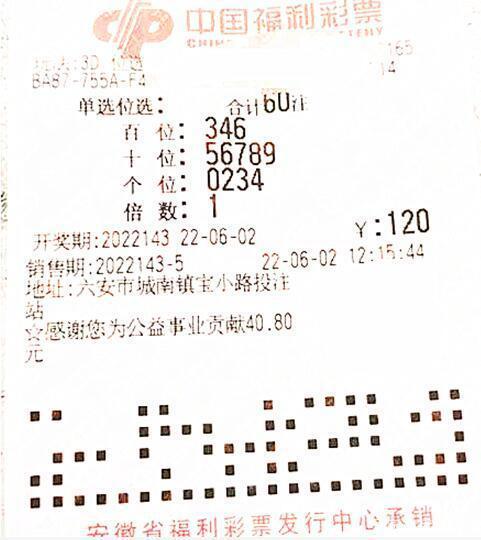 中国福利彩票
BA87-755A-F4
单选位选: 合计60注
百 位: 346
十 位: 56789
个 位: 0234
倍 数: 1
开奖期:2022143 22-06-02 ¥:120
销售期:2022143-5 22-06-02 12:15:44
地址:六安市城南镇宝小路投注
站
☆感谢您为公益事业贡献40.80
元
安徽省福利彩票发行中心承销